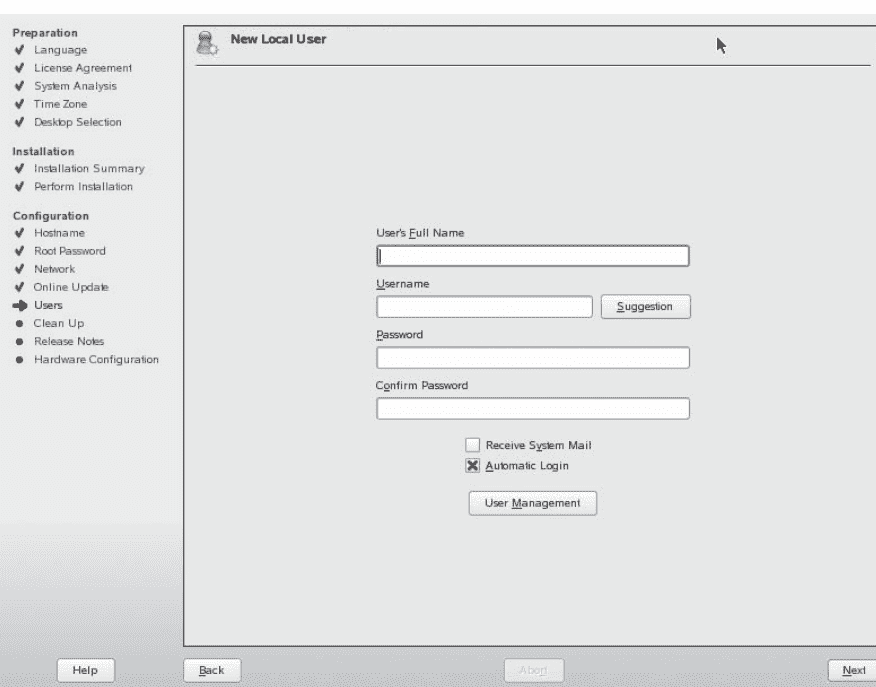 Preparation
Language
License Agreement
System Analysis
Time Zone
Desktop Selection
Installation
Installation Summary
Perform Installation
Configuration
Hostname
Root Password
Network
Online Update
Users
Clean Up
Release Notes
Hardware Configuration
New Local User
User's Full Name
Username
Suggestion
Password
Confirm Password
Receive System Mail
Automatic Login
User Management
Help
Back
Abort
Next